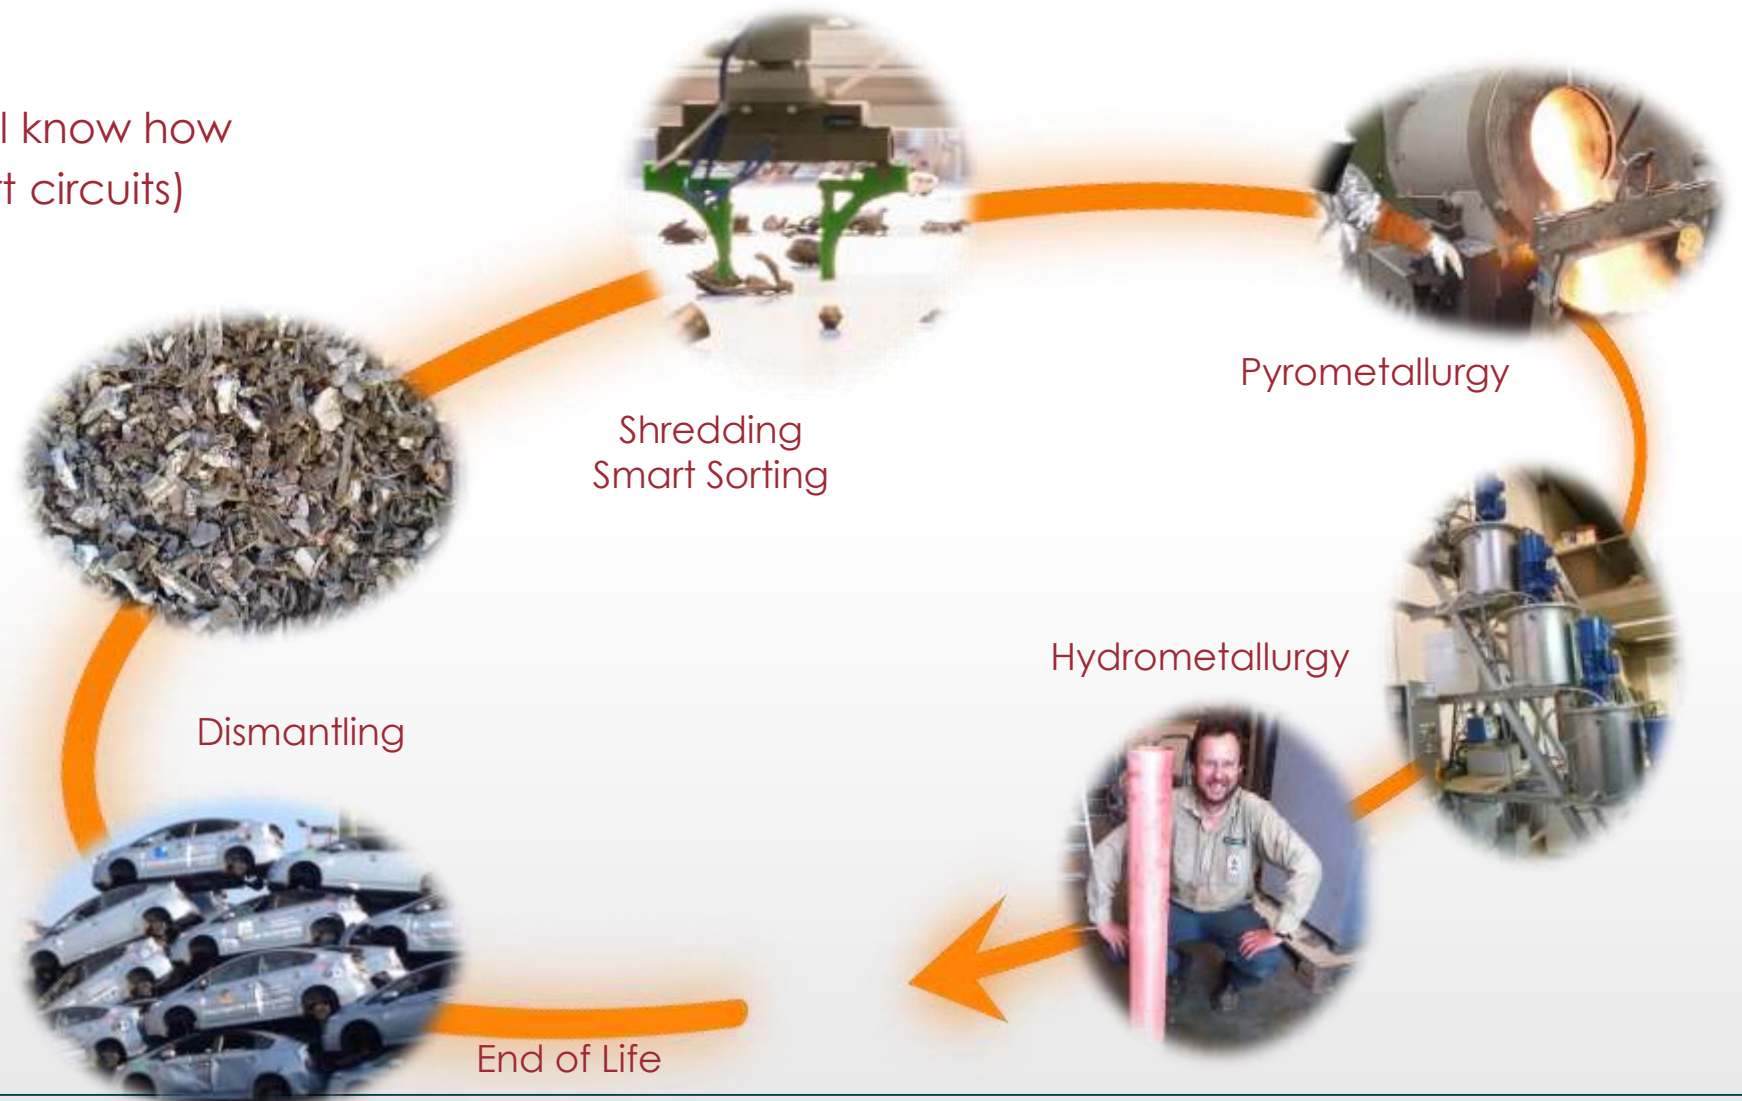 l know how
t circuits)
Shredding
Smart Sorting
Pyrometallurgy
Hydrometallurgy
Dismantling
End of Life